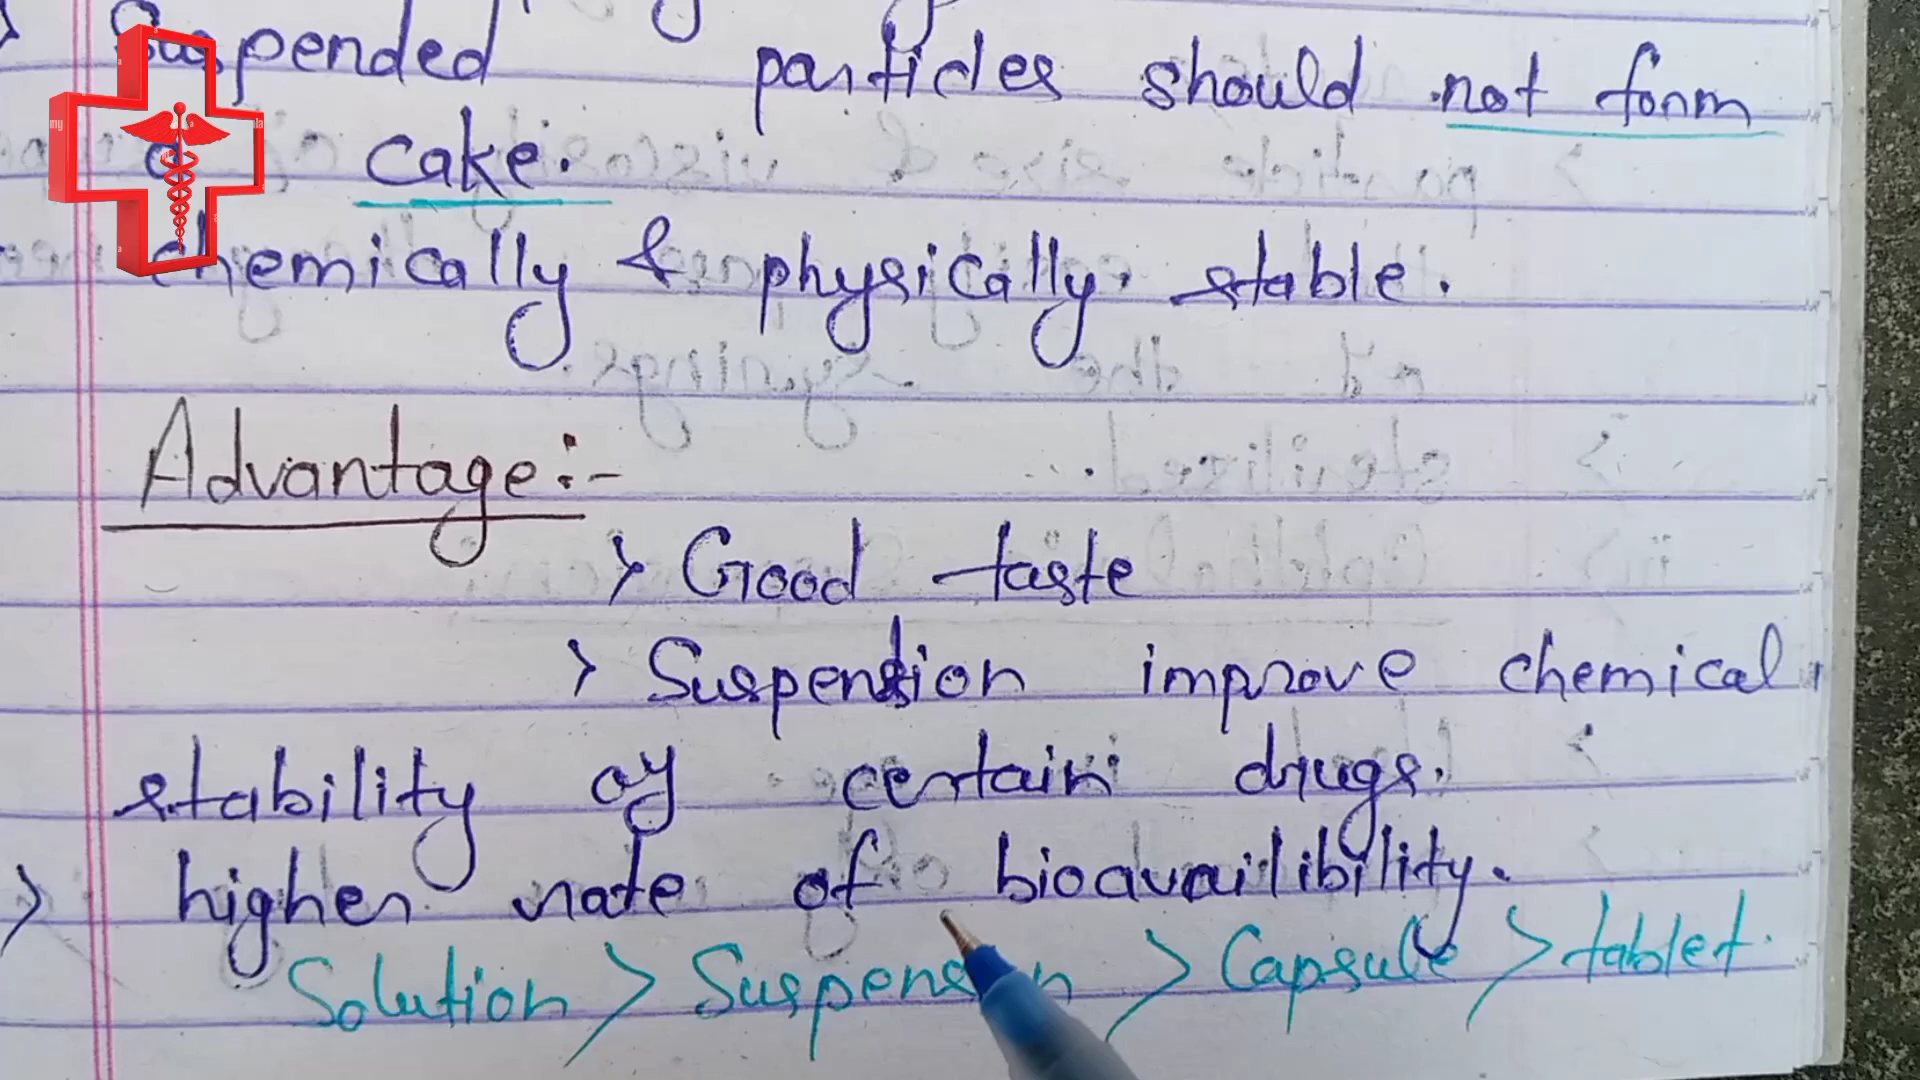 Suspended particles should not form
a cake.
chemically & physically stable.
Advantage:-
> Good taste
> Suspension improve chemical
stability of certain drugs.
> higher rate of bioavailibility.
Solution > Suspension > Capsule > tablet.